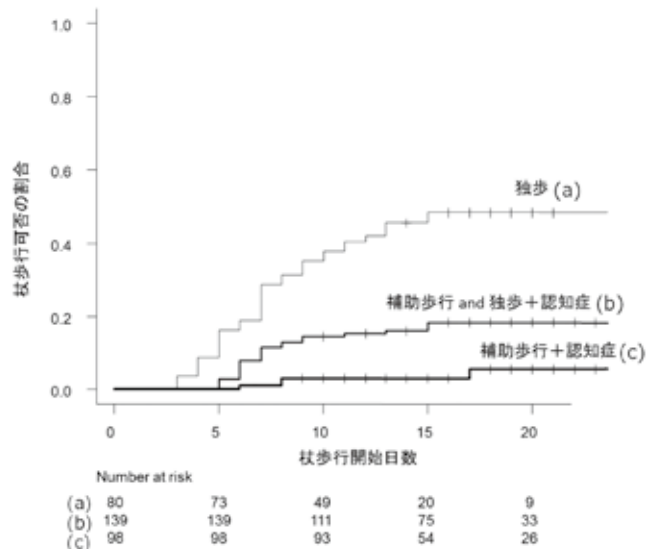 1.0
0.8
0.6
0.4
0.2
0.0
杖歩行可否の割合
独歩 (a)
補助歩行 and 独歩＋認知症 (b)
補助歩行＋認知症 (c)
0 5 10 15 20
杖歩行開始日数
Number at risk
(a) 80 73 49 20 9
(b) 139 139 111 75 33
(c) 98 98 93 54 26